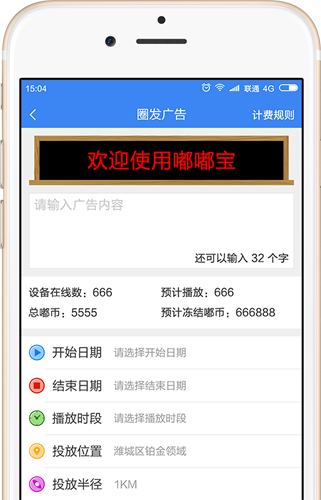 15:04 联通 4G
圈发广告 计费规则
欢迎使用嘟嘟宝
请输入广告内容
还可以输入 32 个字
设备在线数：666 预计播放：666
总嘟币：5555 预计冻结嘟币：666888
开始日期 请选择开始日期
结束日期 请选择结束日期
播放时段 请选择播放时段
投放位置 潍城区铂金领域
投放半径 1KM